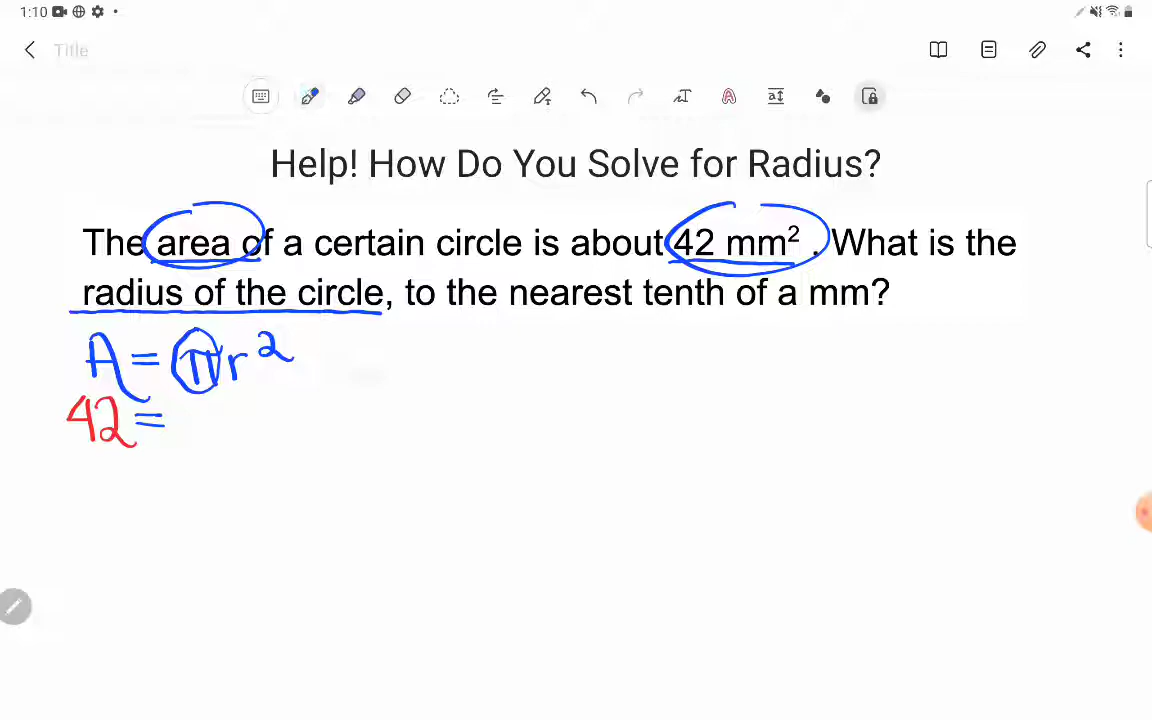 1:10
Title
Help! How Do You Solve for Radius?
The area of a certain circle is about 42 mm². What is the
radius of the circle, to the nearest tenth of a mm?
A = πr²
42 =